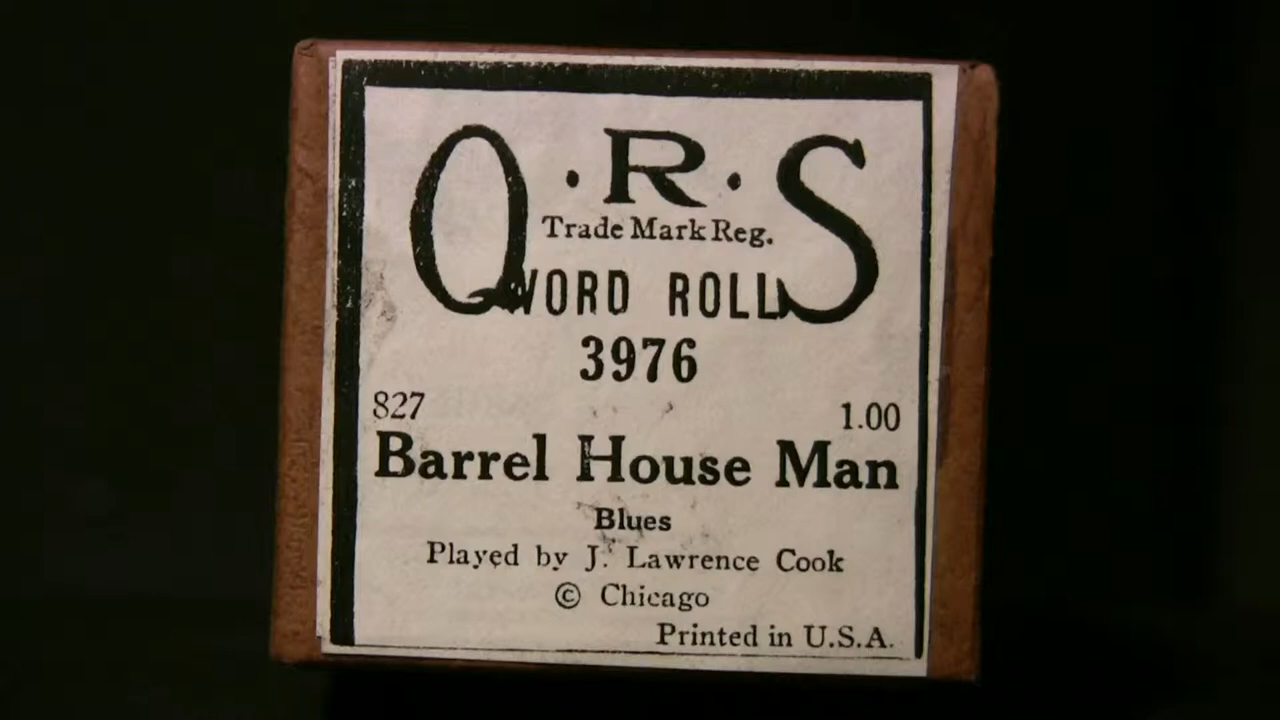 Q·R·S
Trade Mark Reg.
WORD ROLL
3976
827 1.00
Barrel House Man
Blues
Played by J. Lawrence Cook
© Chicago
Printed in U.S.A.